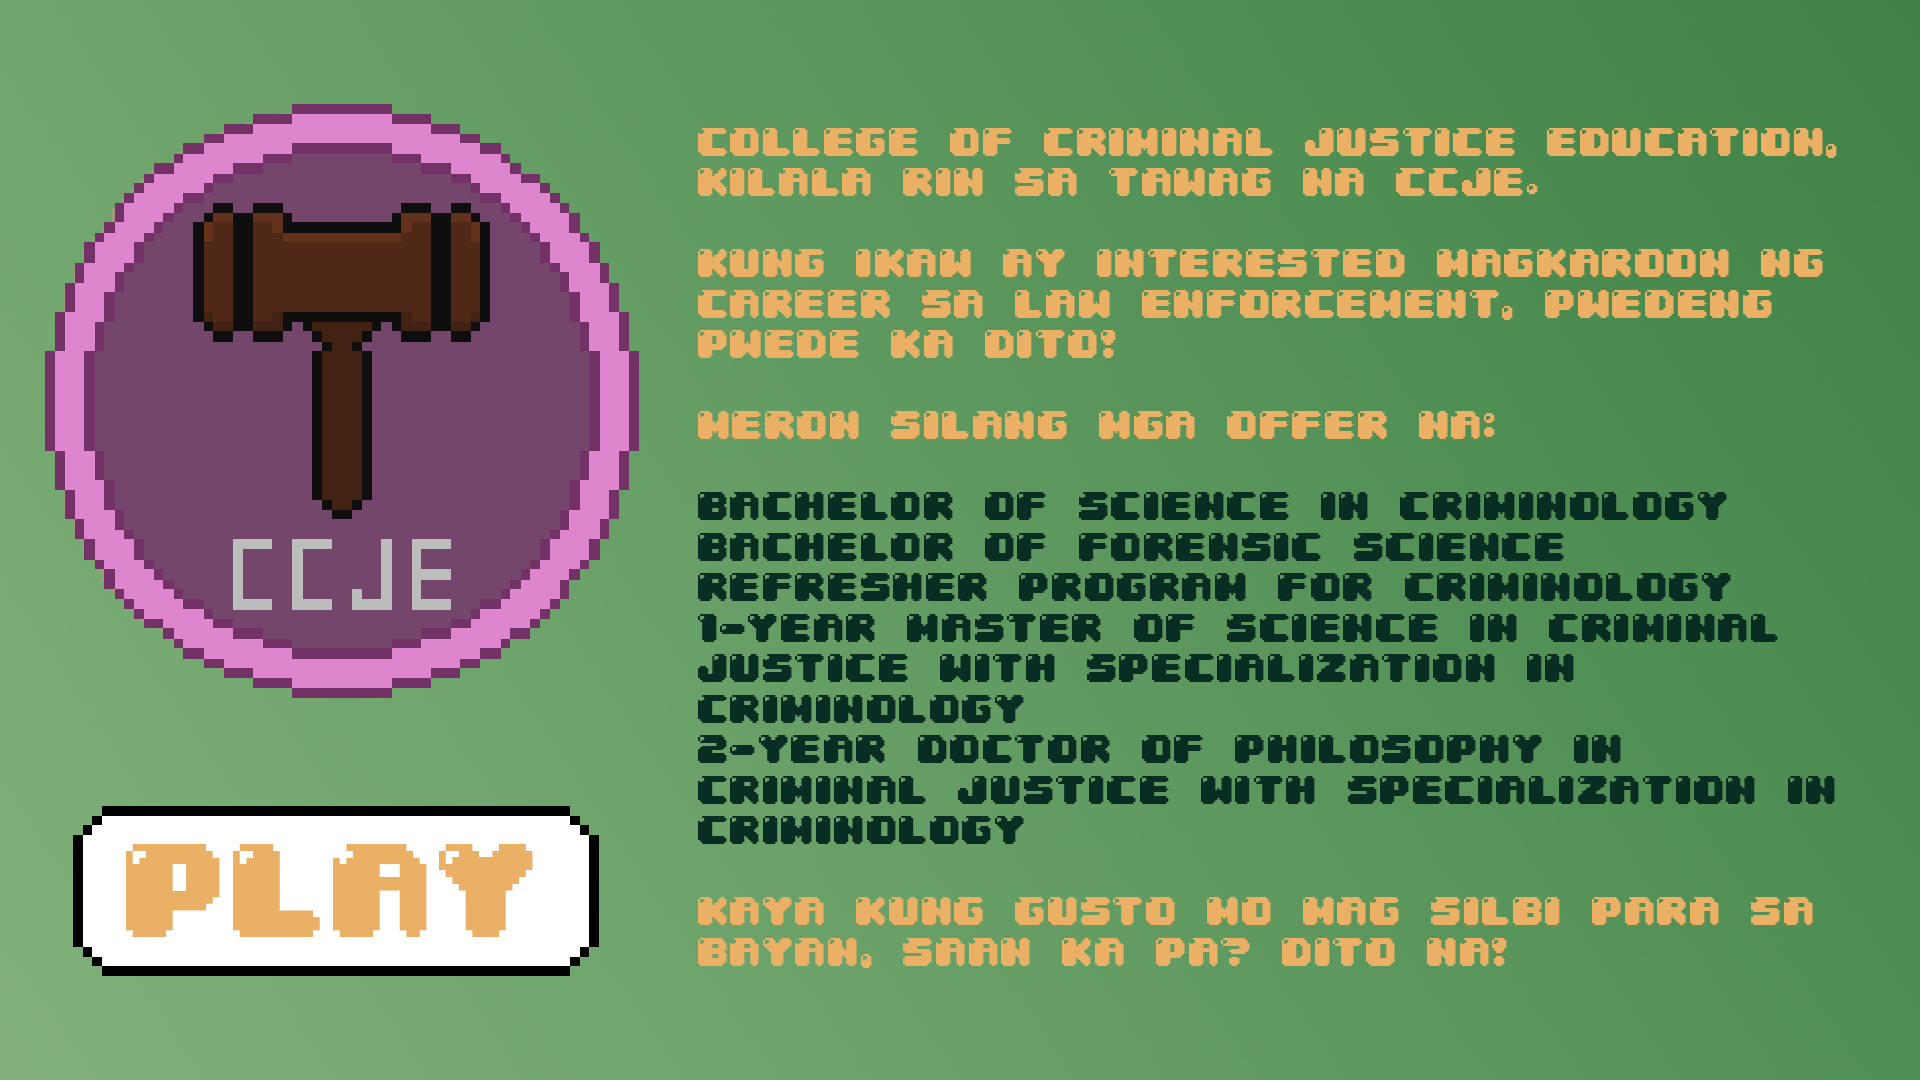 COLLEGE OF CRIMINAL JUSTICE EDUCATION,
KILALA RIN SA TAWAG NA CCJE.
KUNG IKAW AY INTERESTED MAGKAROON NG
CAREER SA LAW ENFORCEMENT, PWEDENG
PWEDE KA DITO!
MERON SILANG MGA OFFER NA:
BACHELOR OF SCIENCE IN CRIMINOLOGY
BACHELOR OF FORENSIC SCIENCE
REFRESHER PROGRAM FOR CRIMINOLOGY
1-YEAR MASTER OF SCIENCE IN CRIMINAL
JUSTICE WITH SPECIALIZATION IN
CRIMINOLOGY
2-YEAR DOCTOR OF PHILOSOPHY IN
CRIMINAL JUSTICE WITH SPECIALIZATION IN
CRIMINOLOGY
KAYA KUNG GUSTO MO MAG SILBI PARA SA
BAYAN, SAAN KA PA? DITO NA!
CCJE
PLAY